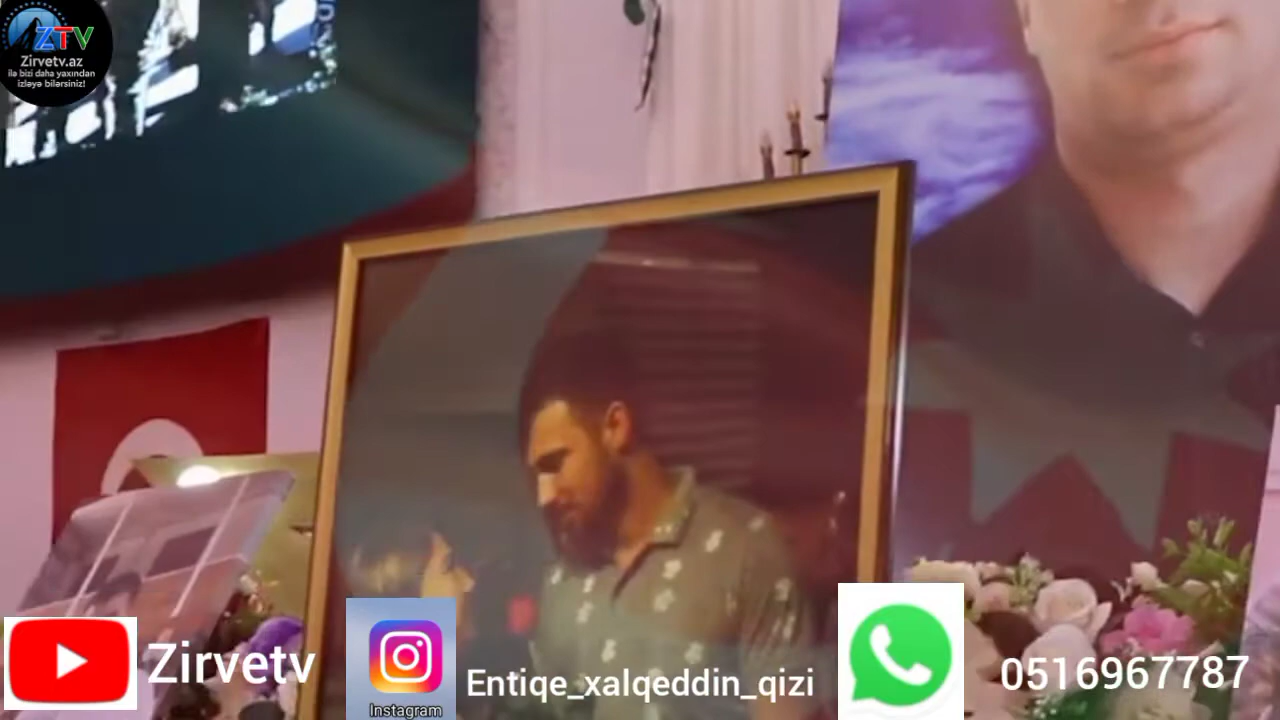 ZTV
Zirvetv.az
ilə bizi daha yaxından
izləyə bilərsiniz!
Zirvetv
Instagram
Entiqe_xalqeddin_qizi
0516967787